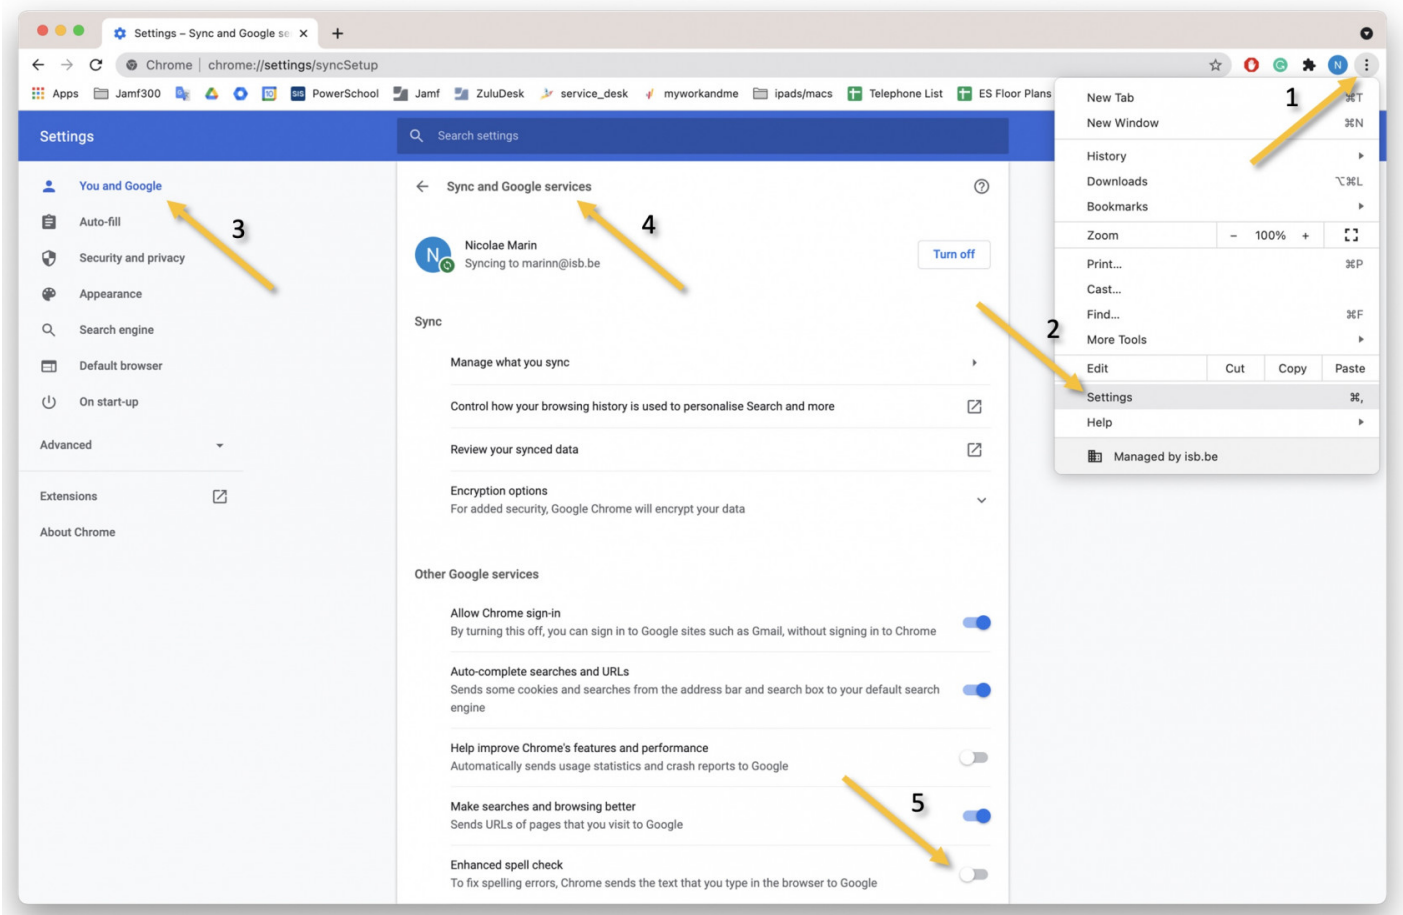 Settings – Sync and Google se
Chrome | chrome://settings/syncSetup
N
Apps Jamf300 10 SIS PowerSchool Jamf ZuluDesk service_desk myworkandme ipads/macs Telephone List ES Floor Plans
Settings
Search settings
You and Google
Auto-fill
Security and privacy
Appearance
Search engine
Default browser
On start-up
Advanced
Extensions
About Chrome
3
Sync and Google services
4
N
Nicolae Marin
Syncing to marinn@isb.be
Turn off
Sync
Manage what you sync
Control how your browsing history is used to personalise Search and more
Review your synced data
Encryption options
For added security, Google Chrome will encrypt your data
Other Google services
Allow Chrome sign-in
By turning this off, you can sign in to Google sites such as Gmail, without signing in to Chrome
Auto-complete searches and URLs
Sends some cookies and searches from the address bar and search box to your default search
engine
Help improve Chrome's features and performance
Automatically sends usage statistics and crash reports to Google
Make searches and browsing better
Sends URLs of pages that you visit to Google
5
Enhanced spell check
To fix spelling errors, Chrome sends the text that you type in the browser to Google
1
New Tab ⌘T
New Window ⌘N
History
Downloads ⌥⌘L
Bookmarks
Zoom – 100% +
Print... ⌘P
Cast...
Find... ⌘F
2
More Tools
Edit Cut Copy Paste
Settings ⌘,
Help
Managed by isb.be